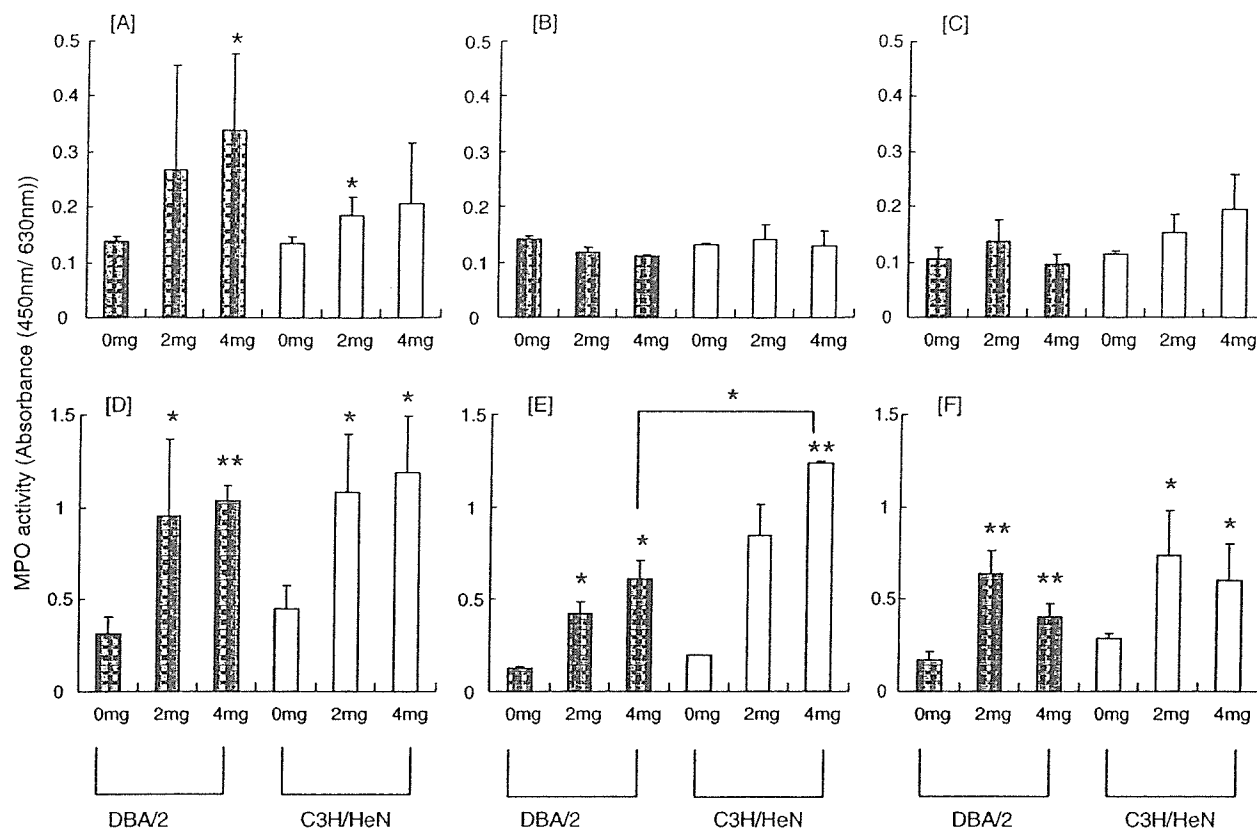 [A] [B] [C]
0.5 0.5 0.5
* 
0.4 0.4 0.4
0.3 0.3 0.3
*
0.2 0.2 0.2
0.1 0.1 0.1
0 0 0
0mg 2mg 4mg 0mg 2mg 4mg 0mg 2mg 4mg 0mg 2mg 4mg 0mg 2mg 4mg 0mg 2mg 4mg
MPO activity (Absorbance (450nm/ 630nm))
[D] [E] [F]
1.5 * * * 1.5 * 1.5
** ** *
1 1 1
* * ** ** *
0.5 0.5 0.5
0 0 0
0mg 2mg 4mg 0mg 2mg 4mg 0mg 2mg 4mg 0mg 2mg 4mg 0mg 2mg 4mg 0mg 2mg 4mg
DBA/2 C3H/HeN DBA/2 C3H/HeN DBA/2 C3H/HeN